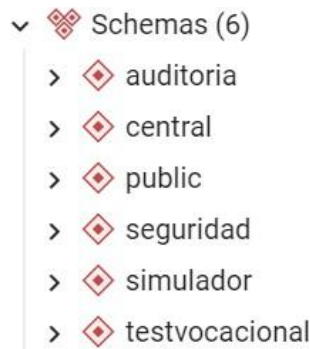 Schemas (6)
auditoria
central
public
seguridad
simulador
testvocacional